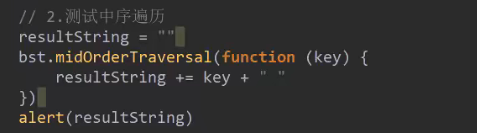 // 2.测试中序遍历
resultString = ""
bst.midOrderTraversal(function (key) {
    resultString += key + " "
})
alert(resultString)